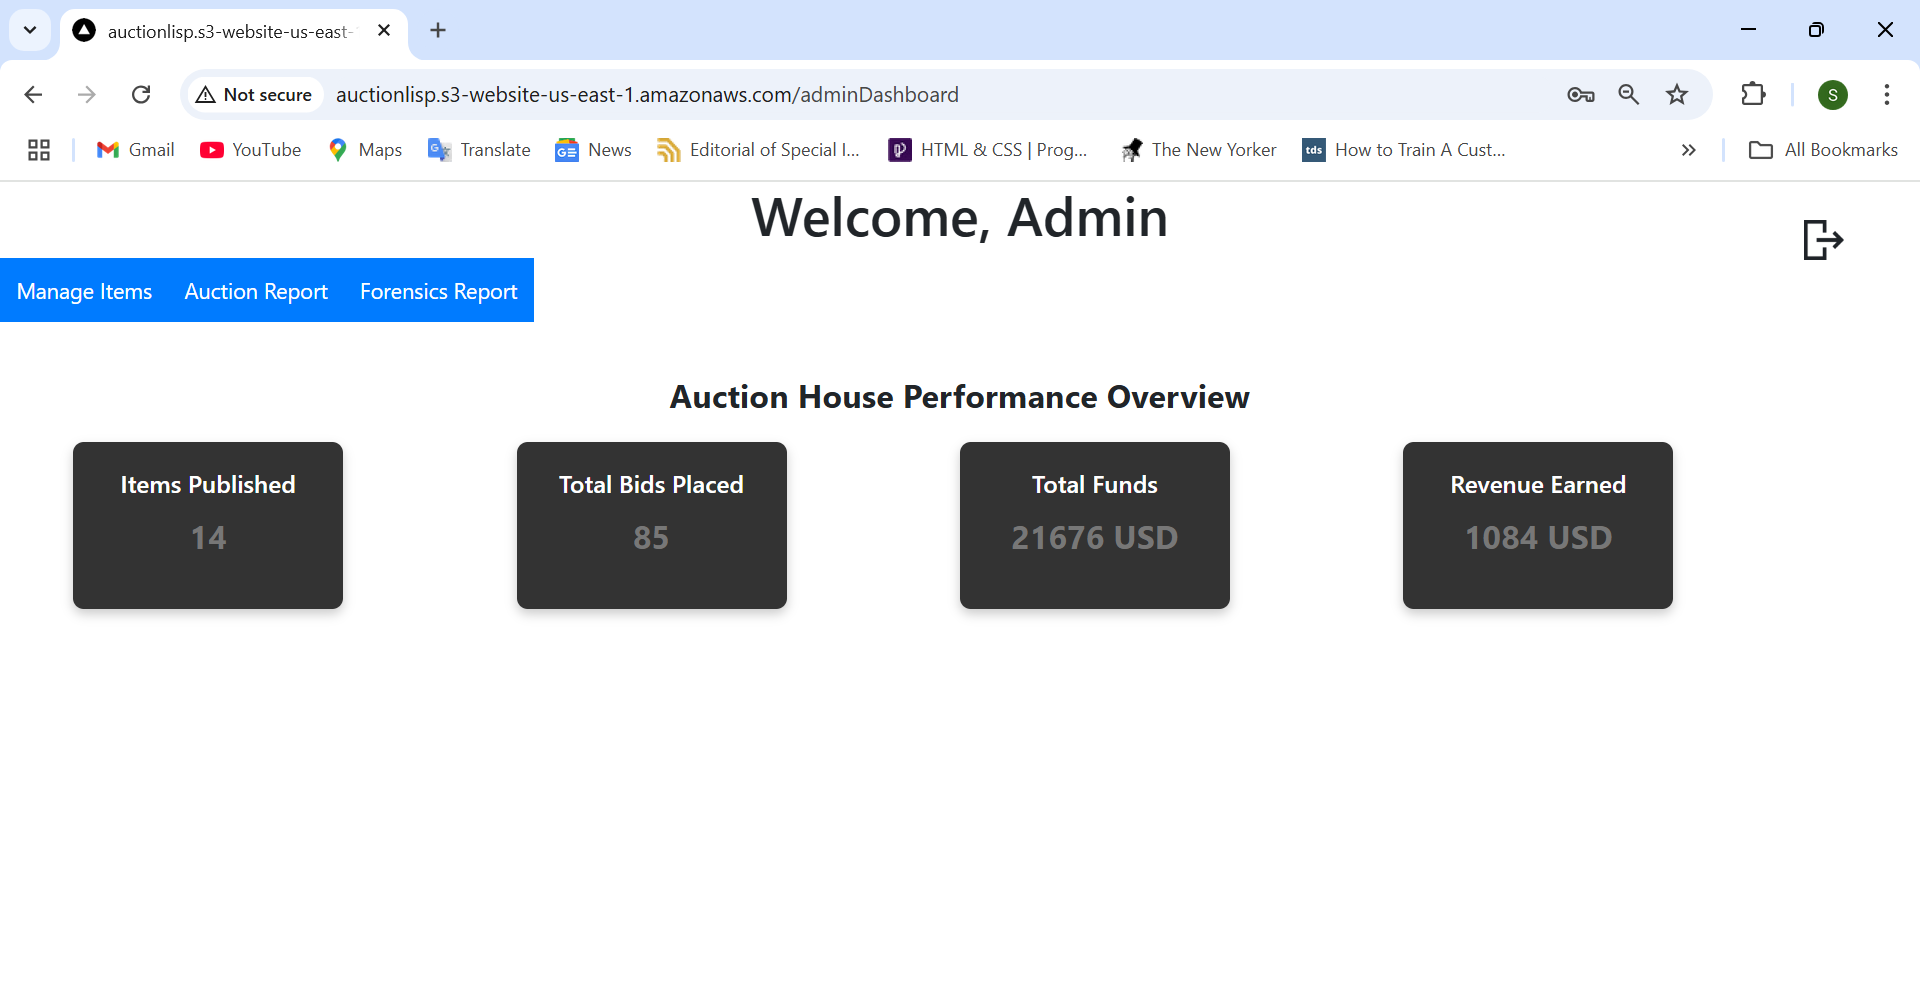 auctionlisp.s3-website-us-east-
Not secure
auctionlisp.s3-website-us-east-1.amazonaws.com/adminDashboard
S
Gmail
YouTube
Maps
Translate
News
Editorial of Special I...
HTML & CSS | Prog...
The New Yorker
tds
How to Train A Cust...
All Bookmarks
Welcome, Admin
Manage Items
Auction Report
Forensics Report
Auction House Performance Overview
Items Published
14
Total Bids Placed
85
Total Funds
21676 USD
Revenue Earned
1084 USD